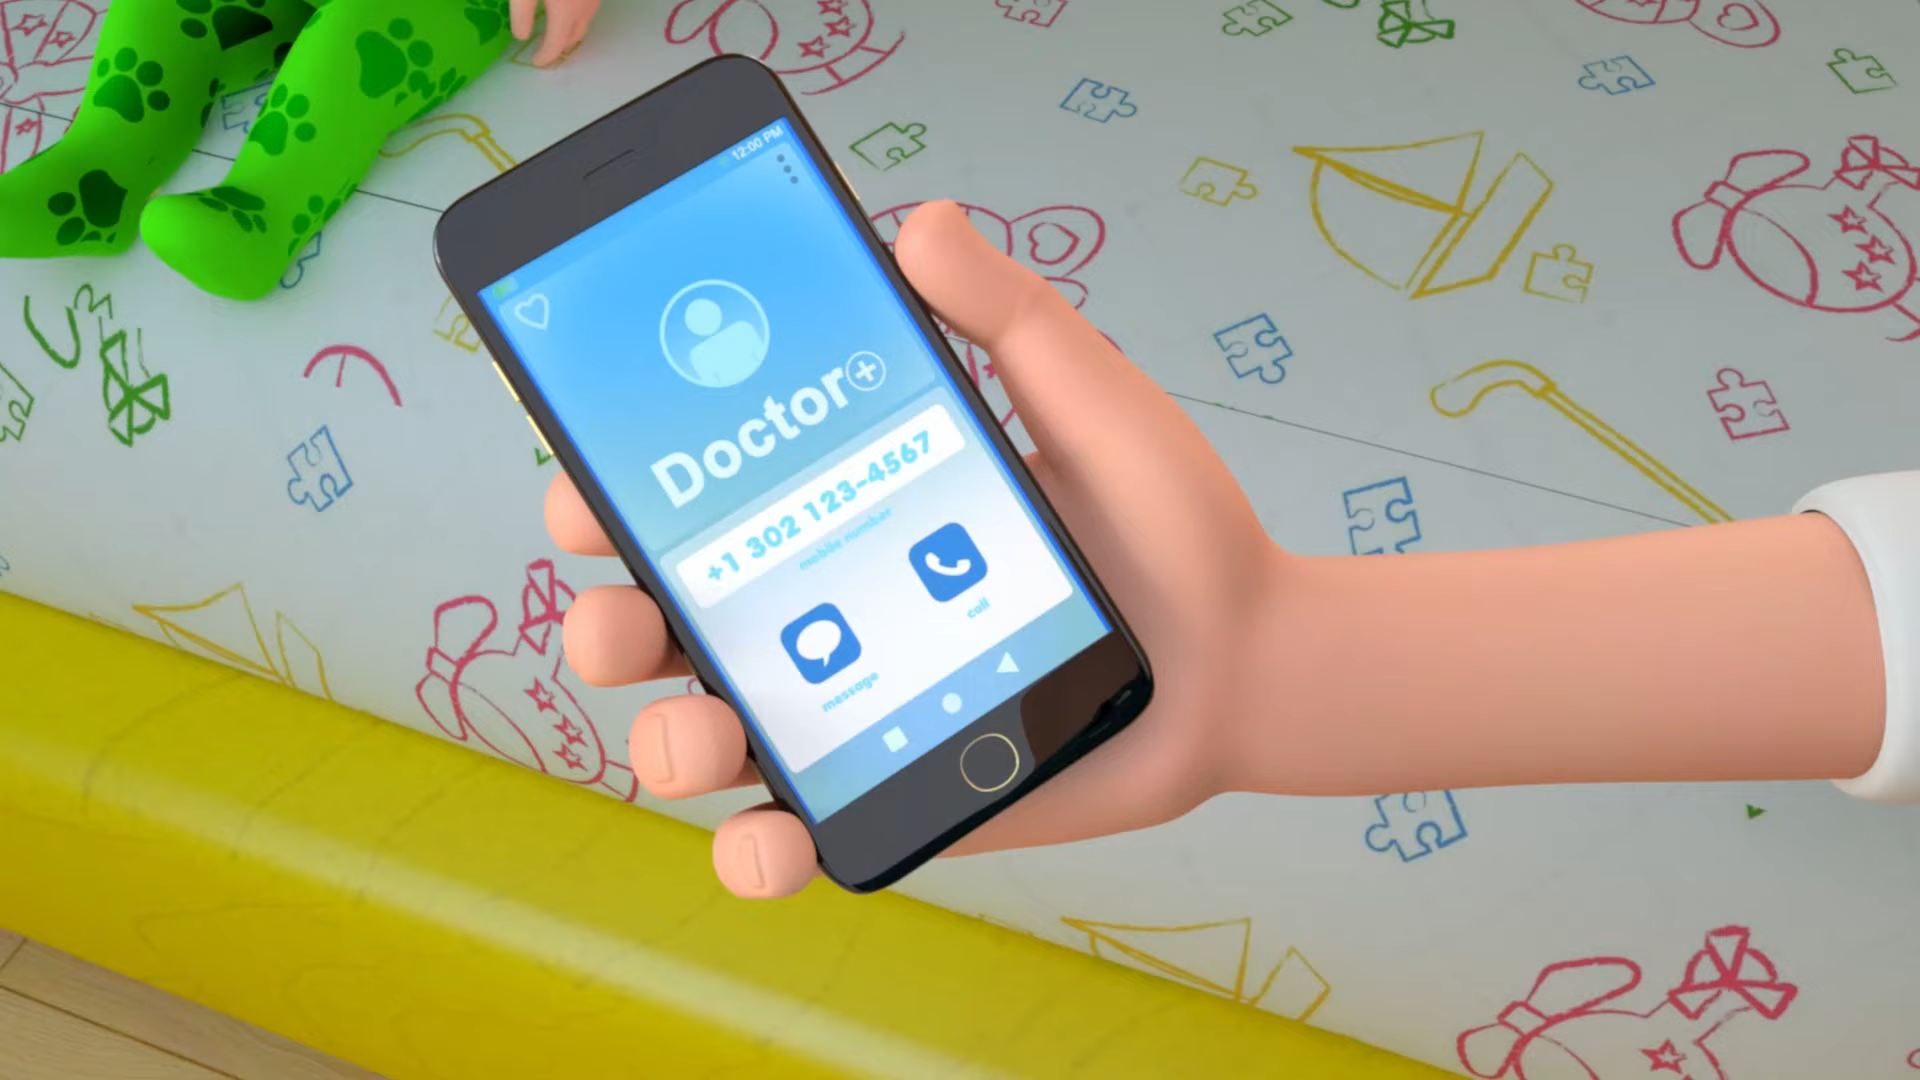 12:00 PM
Doctor
+1 302 123-4567
mobile number
message
call